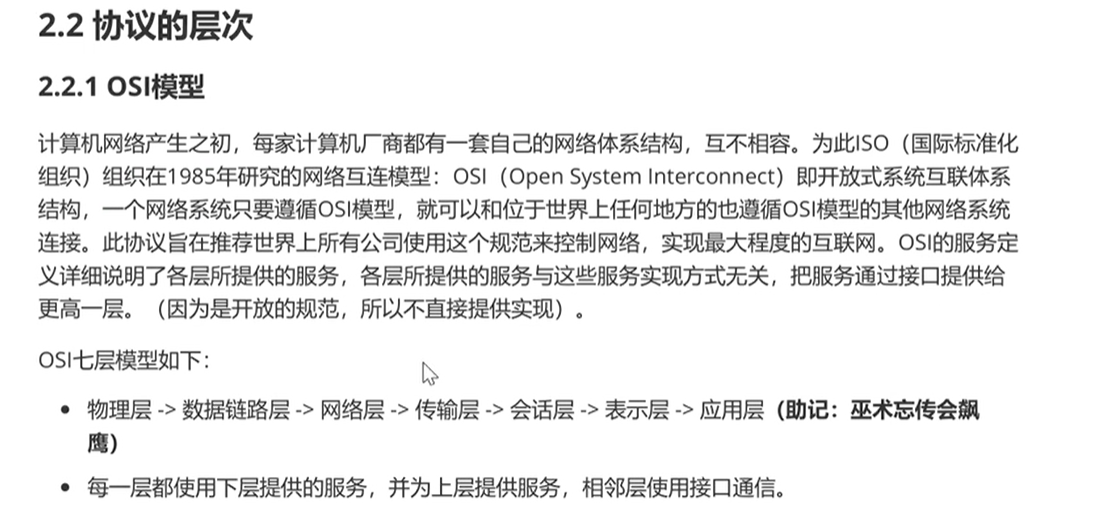 2.2 协议的层次
2.2.1 OSI模型
计算机网络产生之初，每家计算机厂商都有一套自己的网络体系结构，互不相容。为此ISO（国际标准化
组织）组织在1985年研究的网络互连模型：OSI（Open System Interconnect）即开放式系统互联体系
结构，一个网络系统只要遵循OSI模型，就可以和位于世界上任何地方的也遵循OSI模型的其他网络系统
连接。此协议旨在推荐世界上所有公司使用这个规范来控制网络，实现最大程度的互联网。OSI的服务定
义详细说明了各层所提供的服务，各层所提供的服务与这些服务实现方式无关，把服务通过接口提供给
更高一层。（因为是开放的规范，所以不直接提供实现）。
OSI七层模型如下：
• 物理层 -> 数据链路层 -> 网络层 -> 传输层 -> 会话层 -> 表示层 -> 应用层（助记：巫术忘传会飙
鹰）
• 每一层都使用下层提供的服务，并为上层提供服务，相邻层使用接口通信。